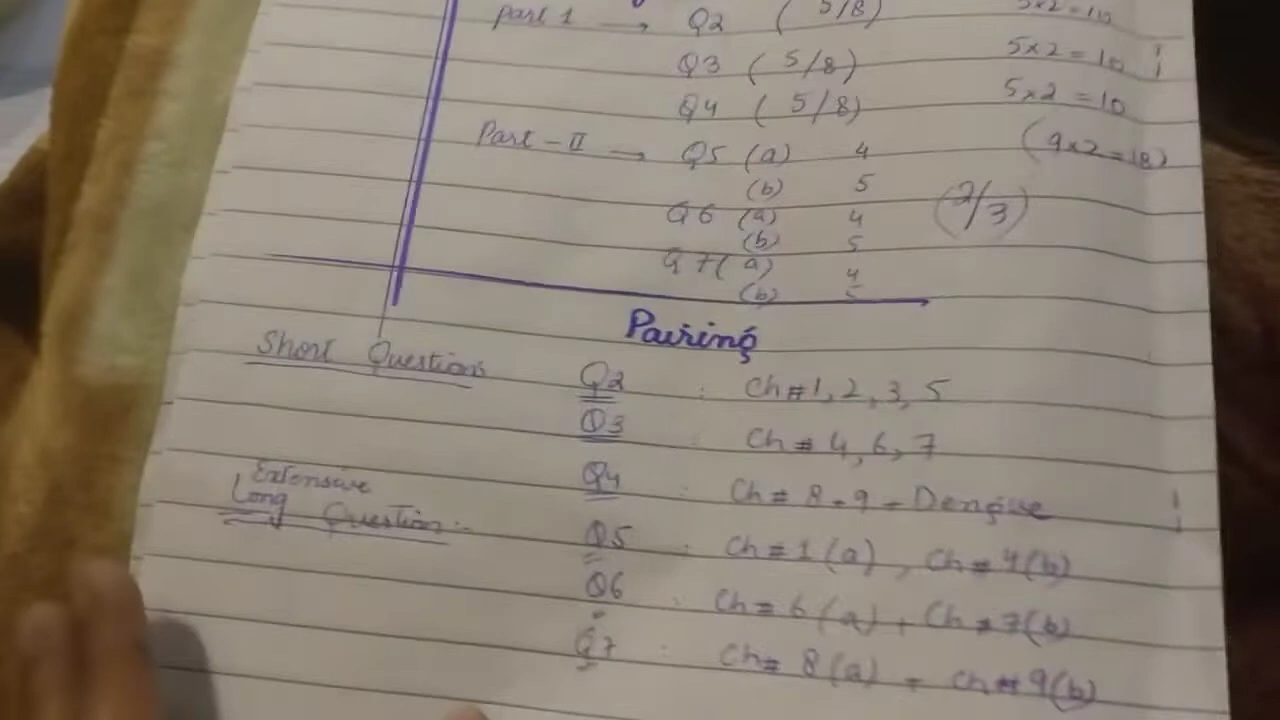 Part 1 → Q2 ( 5/8) 5x2=10
Q3 ( 5/8) 5x2=10
Q4 ( 5/8) 5x2=10
Part-II → Q5 (a) 4 (9x2=18)
(b) 5
Q6 (a) 4 (2/3)
(b) 5
Q7 (a) 4
(b) 5
Pairing
Short Questions Q2 : Ch#1, 2, 3, 5
Q3 : Ch# 4, 6, 7
Extensive Q4 : Ch# 8-9-Dengue
Long Question:- Q5 : Ch#1(a), Ch#4(b)
Q6 : Ch# 6(a), Ch#7(b)
Q7 : Ch# 8(a) - Ch#9(b)